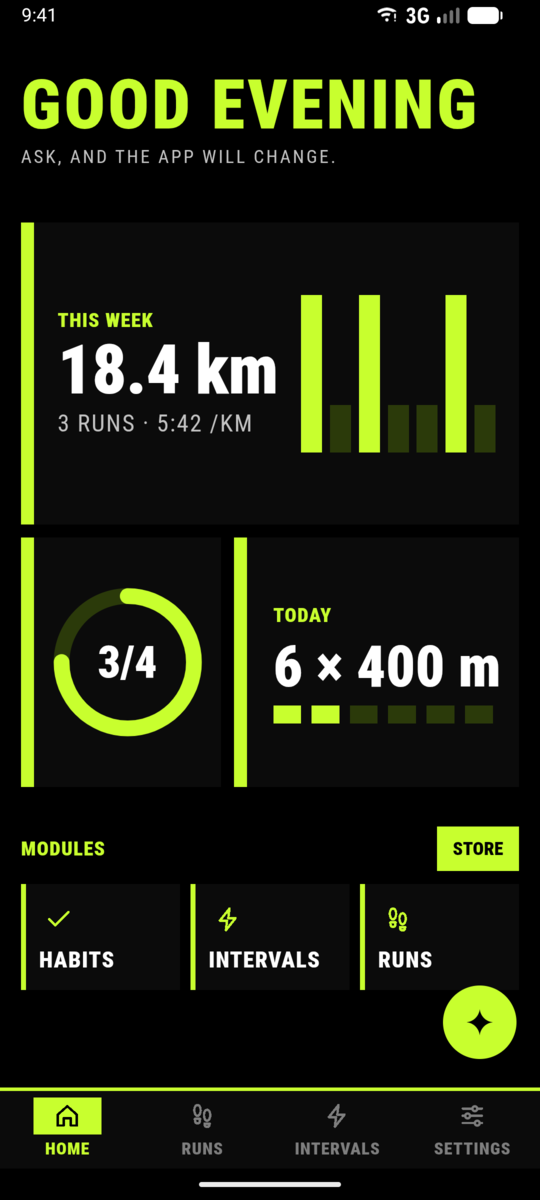 9:41
3G
GOOD EVENING
ASK, AND THE APP WILL CHANGE.
THIS WEEK
18.4 km
3 RUNS · 5:42 /KM
3/4
TODAY
6 × 400 m
MODULES
STORE
HABITS
INTERVALS
RUNS
HOME
RUNS
INTERVALS
SETTINGS